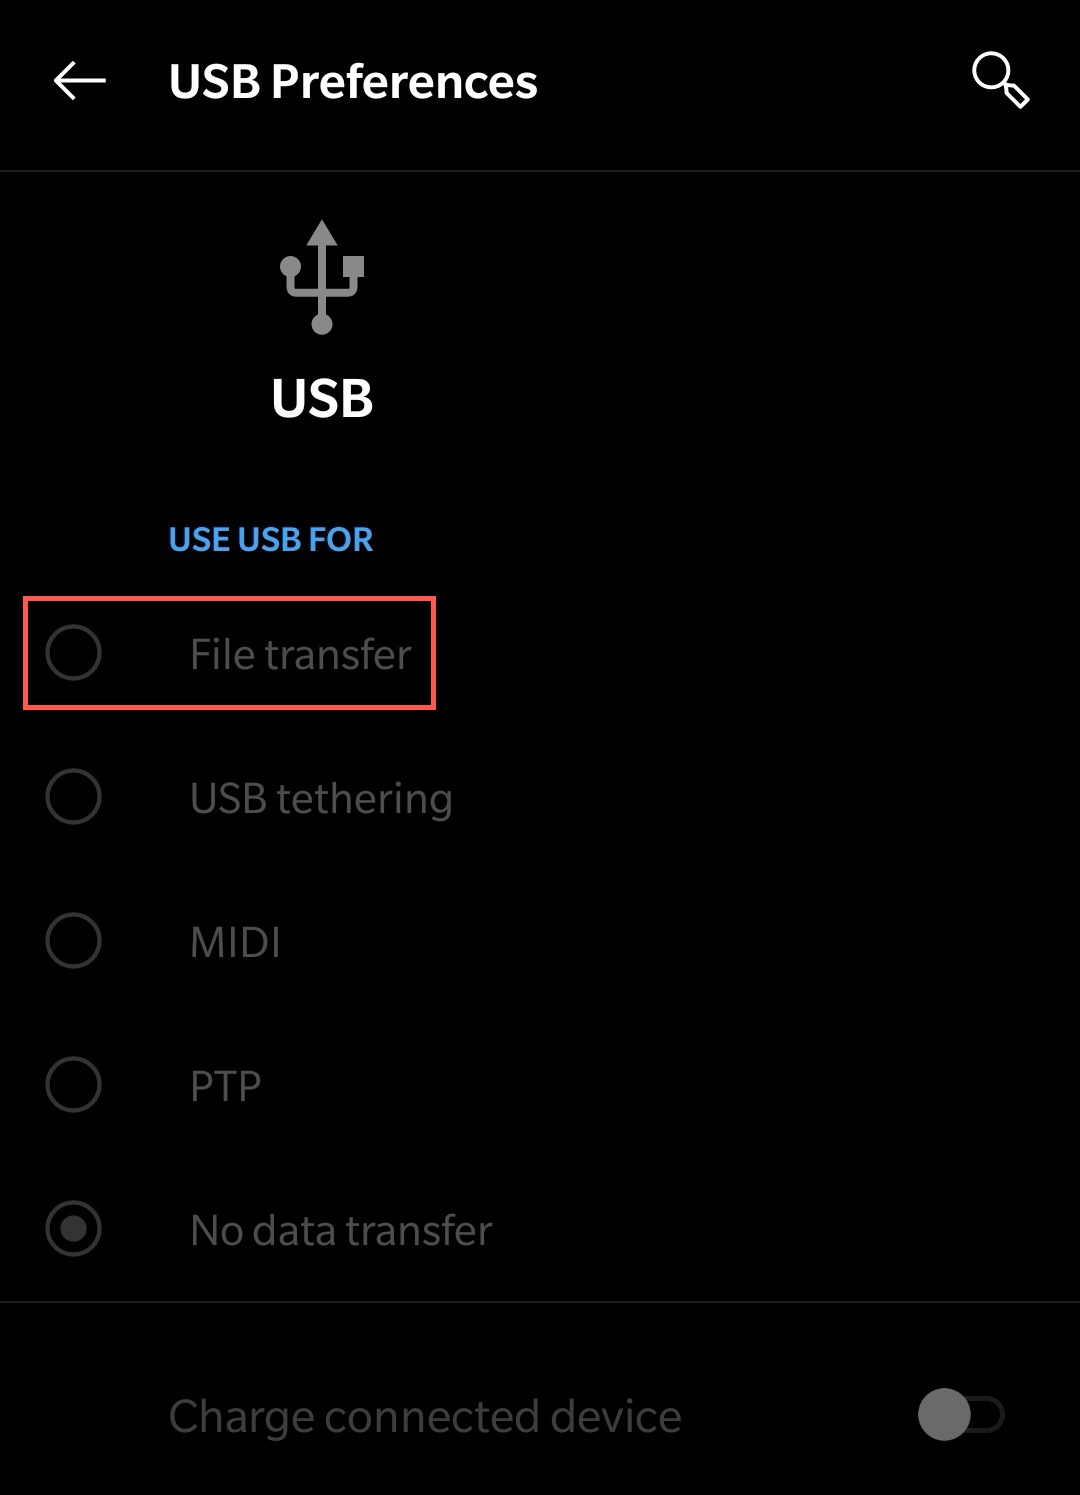 USB Preferences
USB
USE USB FOR
File transfer
USB tethering
MIDI
PTP
No data transfer
Charge connected device